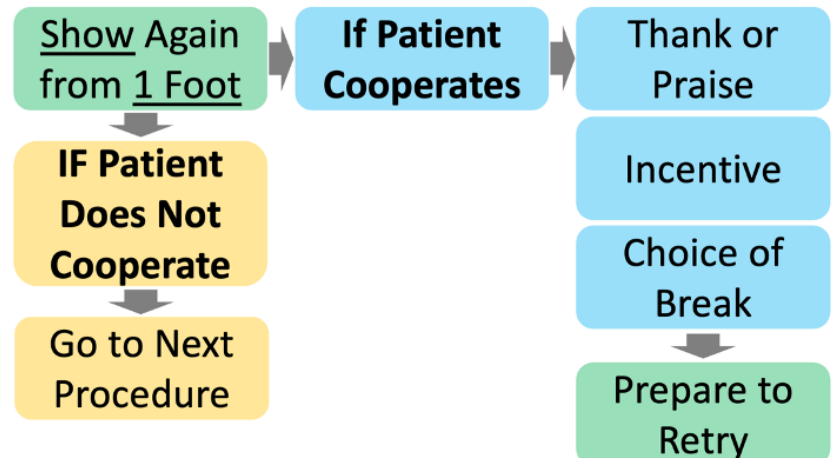 Show Again
from 1 Foot
If Patient
Cooperates
Thank or
Praise
Incentive
Choice of
Break
Prepare to
Retry
IF Patient
Does Not
Cooperate
Go to Next
Procedure